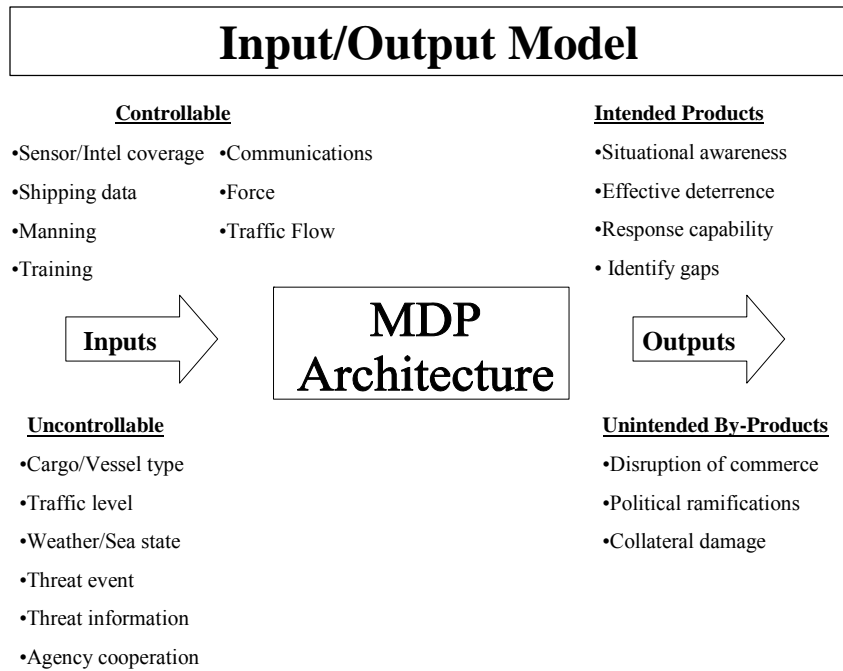 Input/Output Model
Controllable
•Sensor/Intel coverage
•Shipping data
•Manning
•Training
•Communications
•Force
•Traffic Flow
Intended Products
•Situational awareness
•Effective deterrence
•Response capability
• Identify gaps
Inputs
MDP
Architecture
Outputs
Uncontrollable
•Cargo/Vessel type
•Traffic level
•Weather/Sea state
•Threat event
•Threat information
•Agency cooperation
Unintended By-Products
•Disruption of commerce
•Political ramifications
•Collateral damage